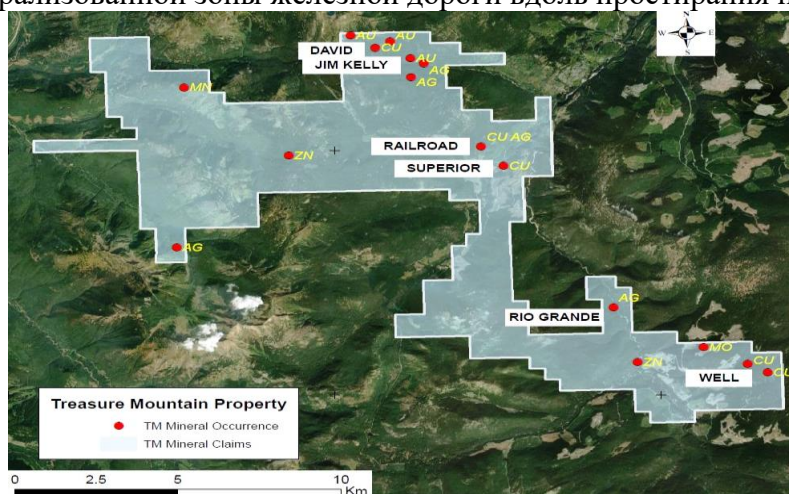 рализованной зоны железной дороги вдоль простирания п
N
W E
S
AU AU
DAVID CU
JIM KELLY AU
AG
AG
MN
RAILROAD CU AG
ZN
SUPERIOR CU
AG
AG
RIO GRANDE
MO
ZN CU
WELL CU
Treasure Mountain Property
TM Mineral Occurrence
TM Mineral Claims
0 2.5 5 10
Km